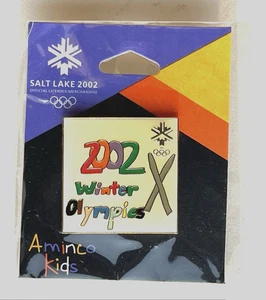 SALT LAKE 2002
OFFICIAL LICENSED MERCHANDISE
2002
Winter
Olympics
Aminco
Kids